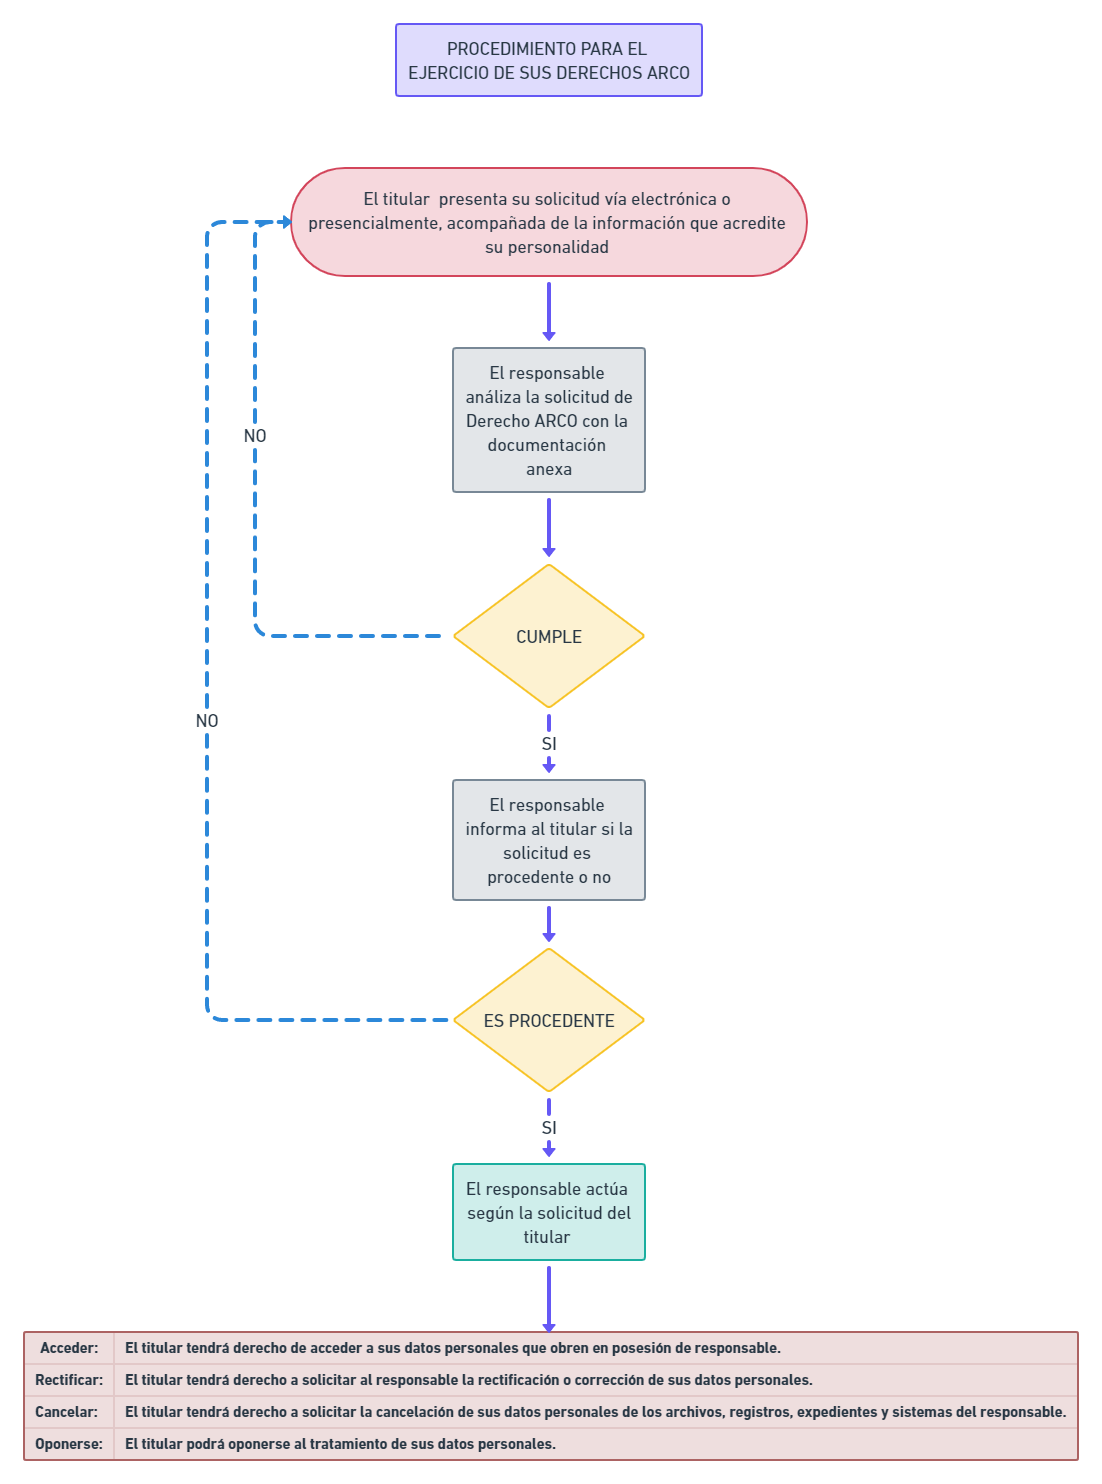 PROCEDIMIENTO PARA EL
EJERCICIO DE SUS DERECHOS ARCO
El titular presenta su solicitud vía electrónica o
presencialmente, acompañada de la información que acredite
su personalidad
El responsable
análiza la solicitud de
Derecho ARCO con la
documentación
anexa
NO
CUMPLE
NO
SI
El responsable
informa al titular si la
solicitud es
procedente o no
ES PROCEDENTE
SI
El responsable actúa
según la solicitud del
titular
Acceder: El titular tendrá derecho de acceder a sus datos personales que obren en posesión de responsable.
Rectificar: El titular tendrá derecho a solicitar al responsable la rectificación o corrección de sus datos personales.
Cancelar: El titular tendrá derecho a solicitar la cancelación de sus datos personales de los archivos, registros, expedientes y sistemas del responsable.
Oponerse: El titular podrá oponerse al tratamiento de sus datos personales.